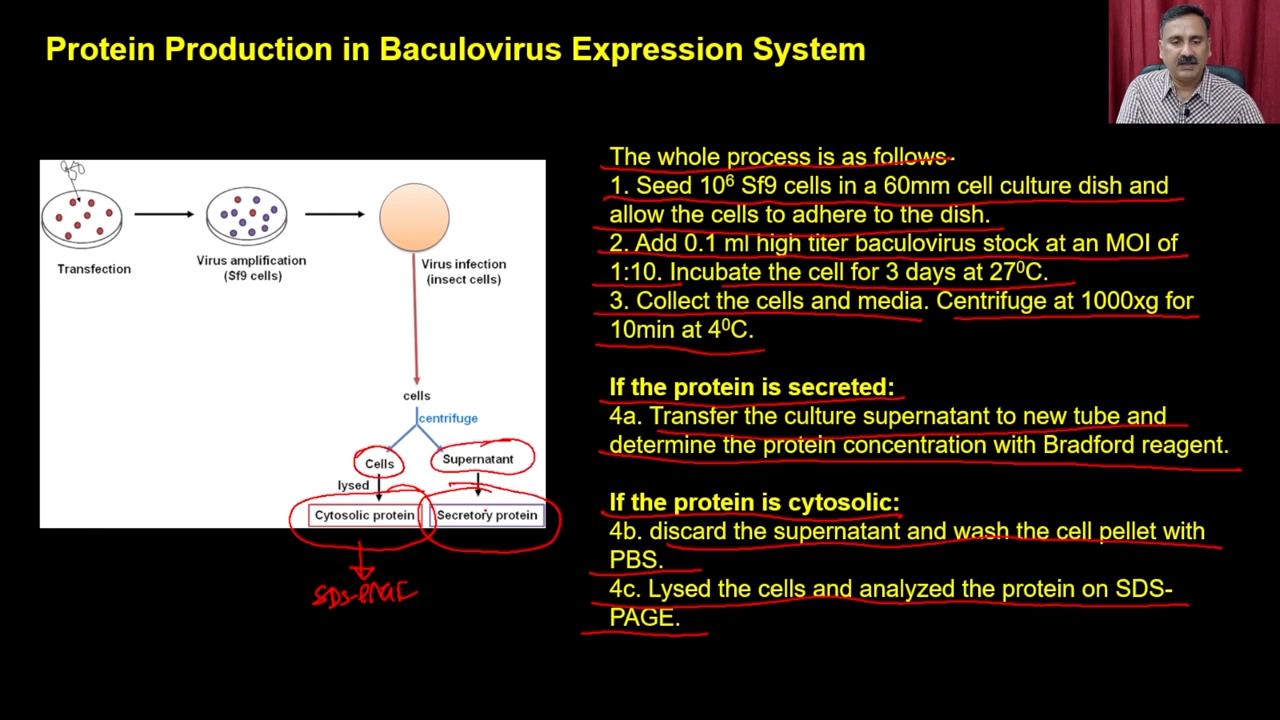 Protein Production in Baculovirus Expression System
Transfection
Virus amplification
(Sf9 cells)
Virus infection
(insect cells)
cells
centrifuge
Cells
Supernatant
lysed
Cytosolic protein
Secretory protein
SDS-PAGE
The whole process is as follows-
1. Seed 10⁶ Sf9 cells in a 60mm cell culture dish and
allow the cells to adhere to the dish.
2. Add 0.1 ml high titer baculovirus stock at an MOI of
1:10. Incubate the cell for 3 days at 27⁰C.
3. Collect the cells and media. Centrifuge at 1000xg for
10min at 4⁰C.
If the protein is secreted:
4a. Transfer the culture supernatant to new tube and
determine the protein concentration with Bradford reagent.
If the protein is cytosolic:
4b. discard the supernatant and wash the cell pellet with
PBS.
4c. Lysed the cells and analyzed the protein on SDS-
PAGE.